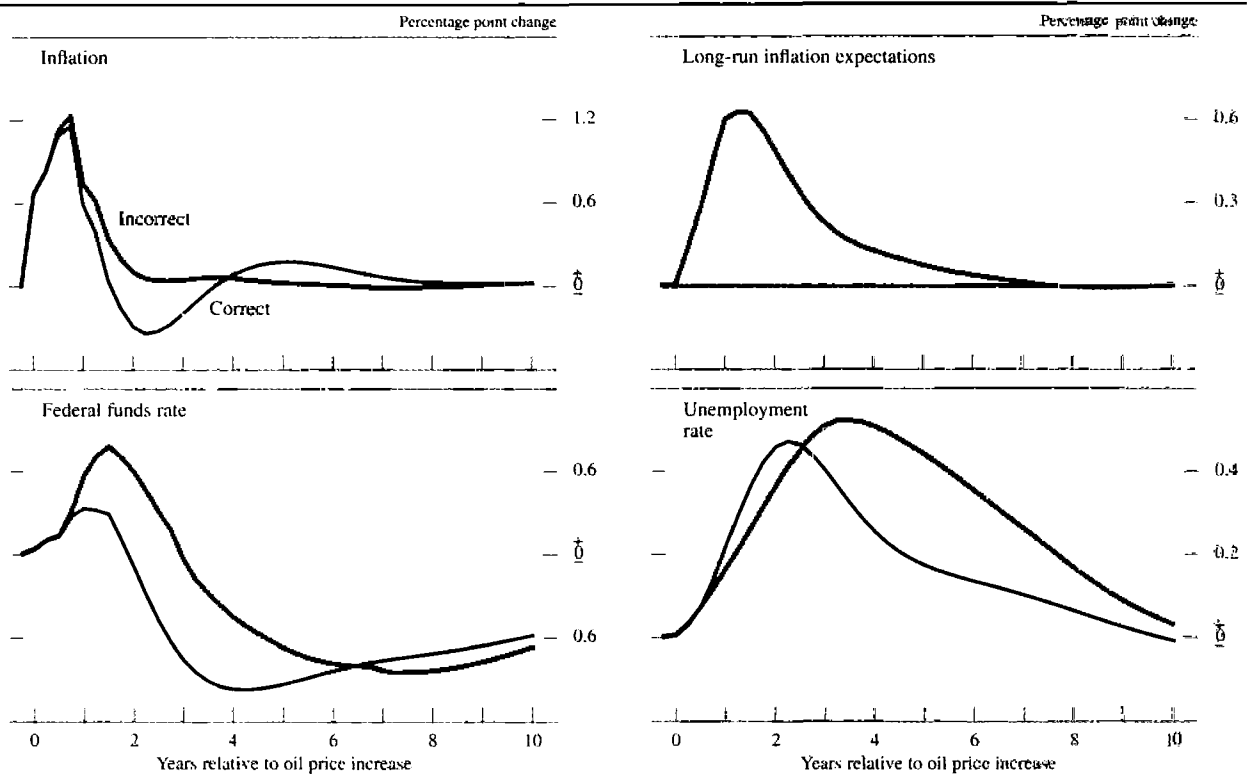 Percentage point change
Inflation
1.2
0.6
Incorrect
Correct
±
0
Percentage point change
Long-run inflation expectations
0.6
0.3
±
0
Federal funds rate
0.6
±
0
0.6
0 2 4 6 8 10
Years relative to oil price increase
Unemployment
rate
0.4
0.2
±
0
0 2 4 6 8 10
Years relative to oil price increase